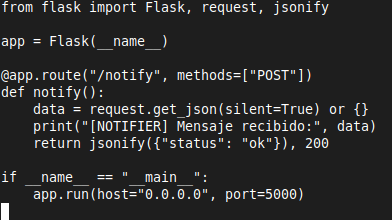 from flask import Flask, request, jsonify

app = Flask(__name__)

@app.route("/notify", methods=["POST"])
def notify():
    data = request.get_json(silent=True) or {}
    print("[NOTIFIER] Mensaje recibido:", data)
    return jsonify({"status": "ok"}), 200

if __name__ == "__main__":
    app.run(host="0.0.0.0", port=5000)